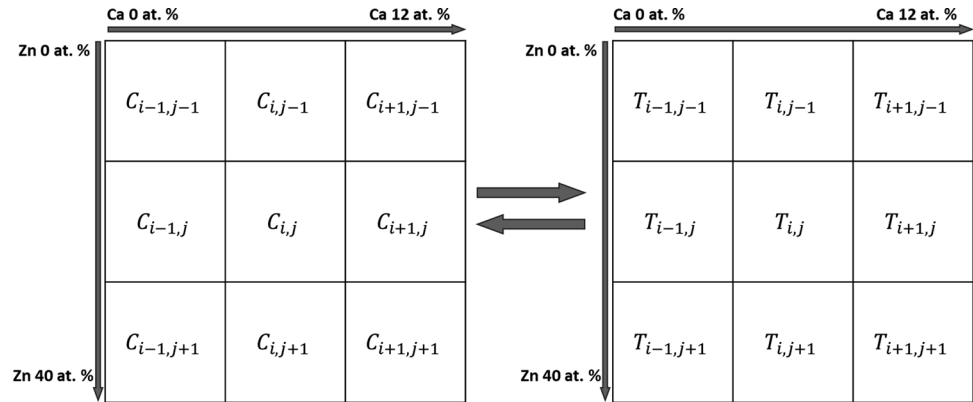 Ca 0 at. % Ca 12 at. % Ca 0 at. % Ca 12 at. %
Zn 0 at. % Zn 0 at. %
C_{i−1,j−1} C_{i,j−1} C_{i+1,j−1} T_{i−1,j−1} T_{i,j−1} T_{i+1,j−1}
C_{i−1,j} C_{i,j} C_{i+1,j} T_{i−1,j} T_{i,j} T_{i+1,j}
C_{i−1,j+1} C_{i,j+1} C_{i+1,j+1} T_{i−1,j+1} T_{i,j+1} T_{i+1,j+1}
Zn 40 at. % Zn 40 at. %